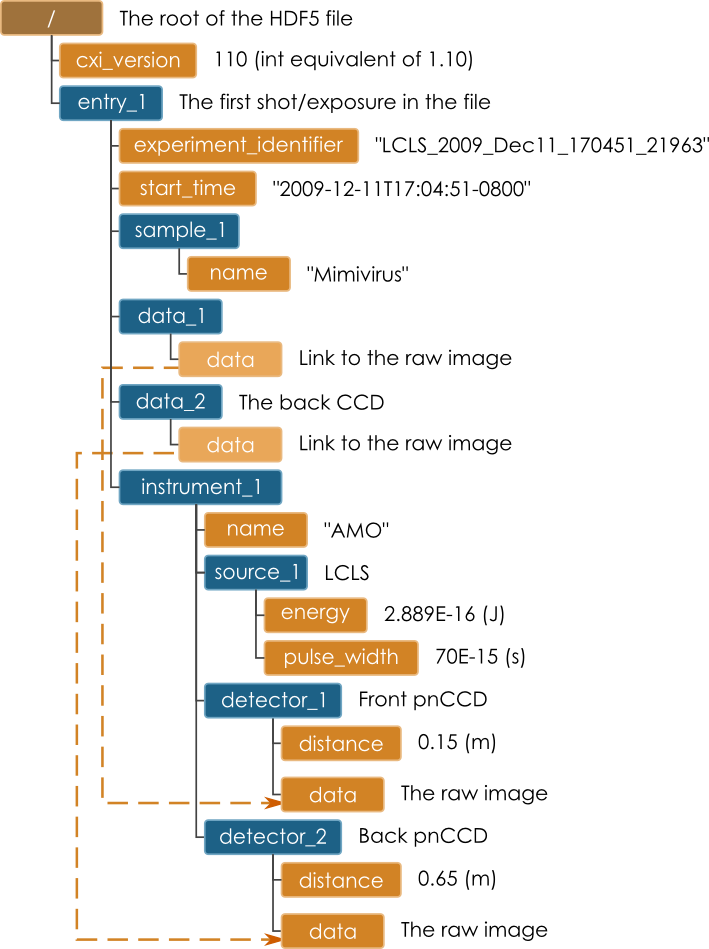 / The root of the HDF5 file
cxi_version 110 (int equivalent of 1.10)
entry_1 The first shot/exposure in the file
experiment_identifier "LCLS_2009_Dec11_170451_21963"
start_time "2009-12-11T17:04:51-0800"
sample_1
name "Mimivirus"
data_1
data Link to the raw image
data_2 The back CCD
data Link to the raw image
instrument_1
name "AMO"
source_1 LCLS
energy 2.889E-16 (J)
pulse_width 70E-15 (s)
detector_1 Front pnCCD
distance 0.15 (m)
data The raw image
detector_2 Back pnCCD
distance 0.65 (m)
data The raw image